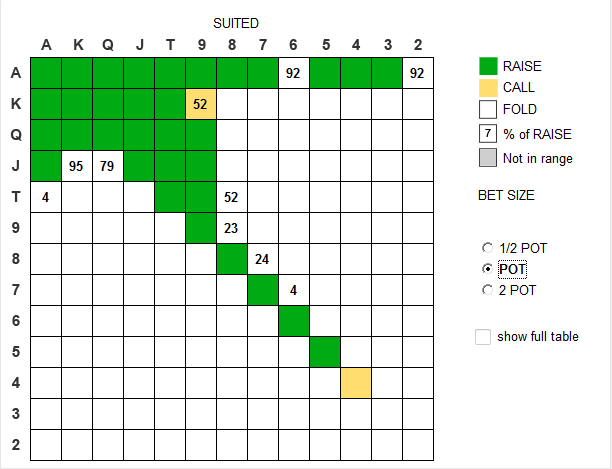 SUITED
A K Q J T 9 8 7 6 5 4 3 2
A 92 92
K 52
Q
J 95 79
T 4 52
9 23
8 24
7 4
6
5
4
3
2
RAISE
CALL
FOLD
7 % of RAISE
Not in range
BET SIZE
1/2 POT
POT
2 POT
show full table